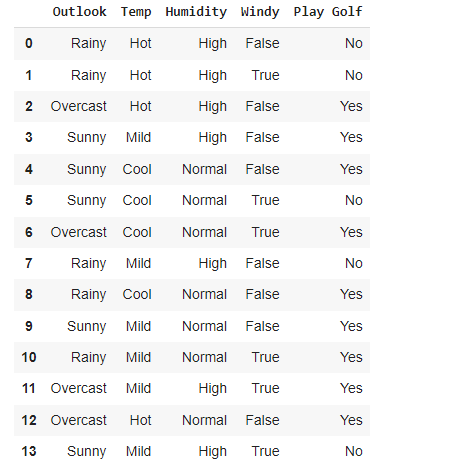 Outlook Temp Humidity Windy Play Golf
0 Rainy Hot High False No
1 Rainy Hot High True No
2 Overcast Hot High False Yes
3 Sunny Mild High False Yes
4 Sunny Cool Normal False Yes
5 Sunny Cool Normal True No
6 Overcast Cool Normal True Yes
7 Rainy Mild High False No
8 Rainy Cool Normal False Yes
9 Sunny Mild Normal False Yes
10 Rainy Mild Normal True Yes
11 Overcast Mild High True Yes
12 Overcast Hot Normal False Yes
13 Sunny Mild High True No